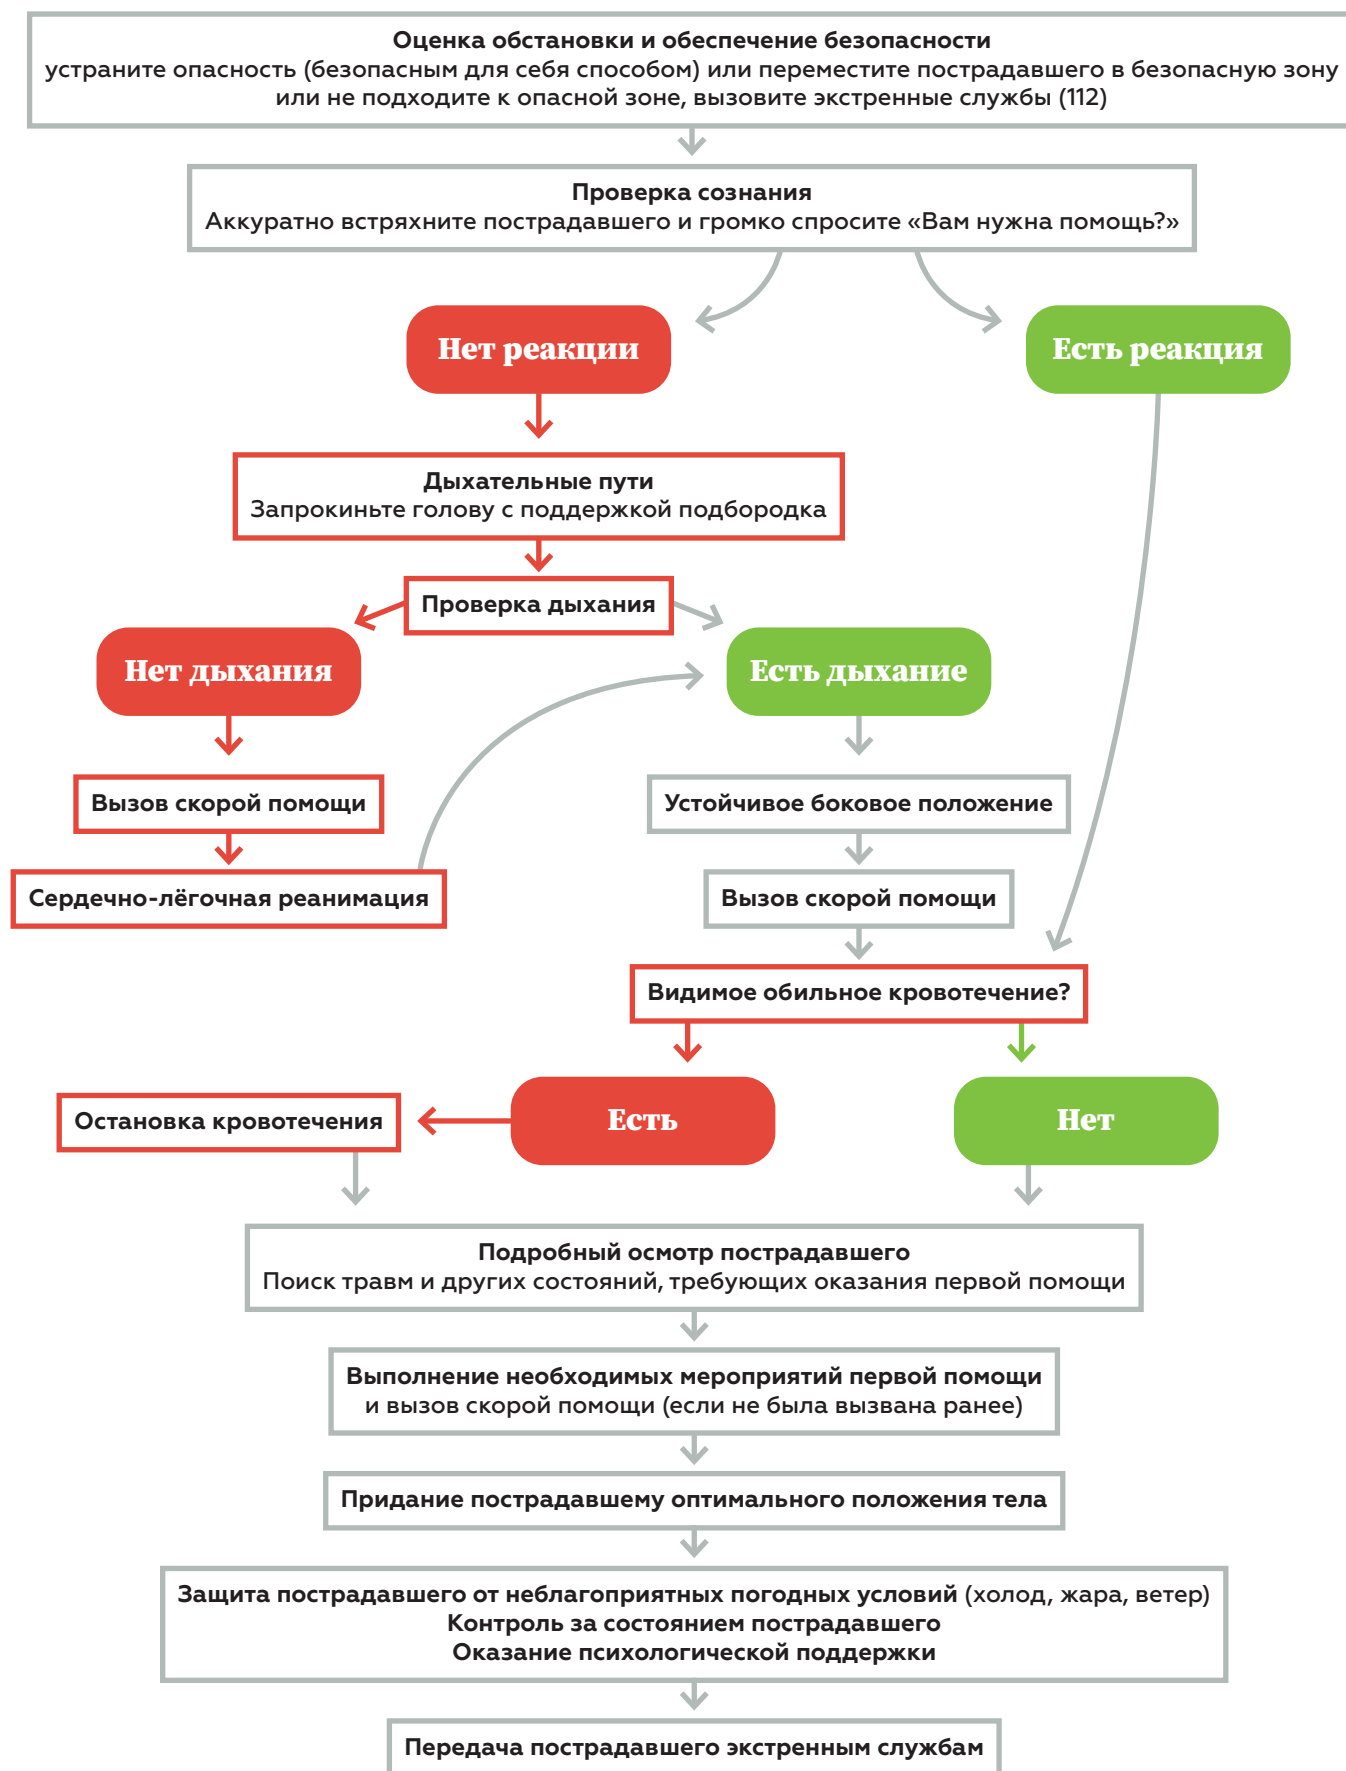 Оценка обстановки и обеспечение безопасности
устраните опасность (безопасным для себя способом) или переместите пострадавшего в безопасную зону
или не подходите к опасной зоне, вызовите экстренные службы (112)
Проверка сознания
Аккуратно встряхните пострадавшего и громко спросите «Вам нужна помощь?»
Нет реакции
Есть реакция
Дыхательные пути
Запрокиньте голову с поддержкой подбородка
Проверка дыхания
Нет дыхания
Есть дыхание
Вызов скорой помощи
Устойчивое боковое положение
Сердечно-лёгочная реанимация
Вызов скорой помощи
Видимое обильное кровотечение?
Остановка кровотечения
Есть
Нет
Подробный осмотр пострадавшего
Поиск травм и других состояний, требующих оказания первой помощи
Выполнение необходимых мероприятий первой помощи
и вызов скорой помощи (если не была вызвана ранее)
Придание пострадавшему оптимального положения тела
Защита пострадавшего от неблагоприятных погодных условий (холод, жара, ветер)
Контроль за состоянием пострадавшего
Оказание психологической поддержки
Передача пострадавшего экстренным службам